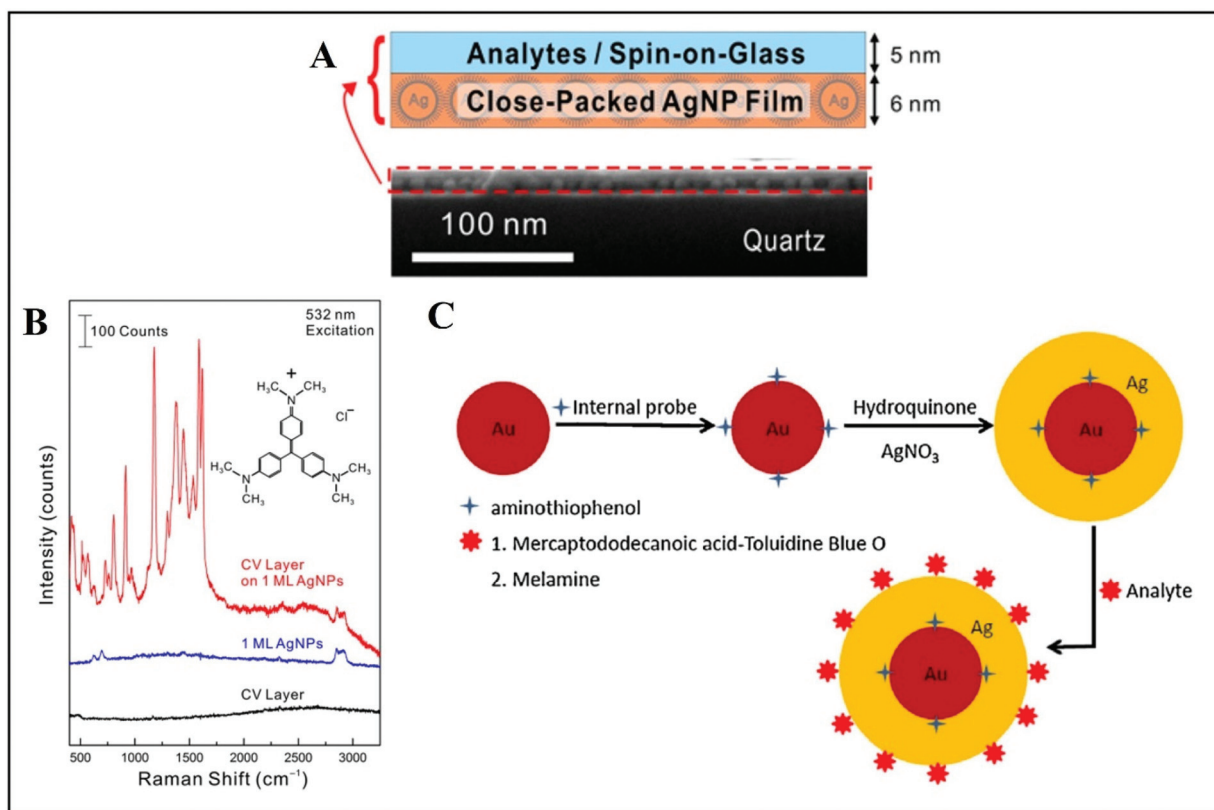 A
Analytes / Spin-on-Glass
5 nm
Close-Packed AgNP Film
Ag
Ag
6 nm
100 nm
Quartz
B
100 Counts
532 nm
Excitation
+
H₃C
CH₃
N
Cl⁻
H₃C
N
CH₃
N
CH₃
CH₃
CV Layer
on 1 ML AgNPs
1 ML AgNPs
CV Layer
Intensity (counts)
500
1000
1500
2000
2500
3000
Raman Shift (cm⁻¹)
C
Au
Internal probe
Au
Hydroquinone
AgNO₃
Ag
Au
aminothiophenol
1. Mercaptododecanoic acid-Toluidine Blue O
2. Melamine
Analyte
Ag
Au